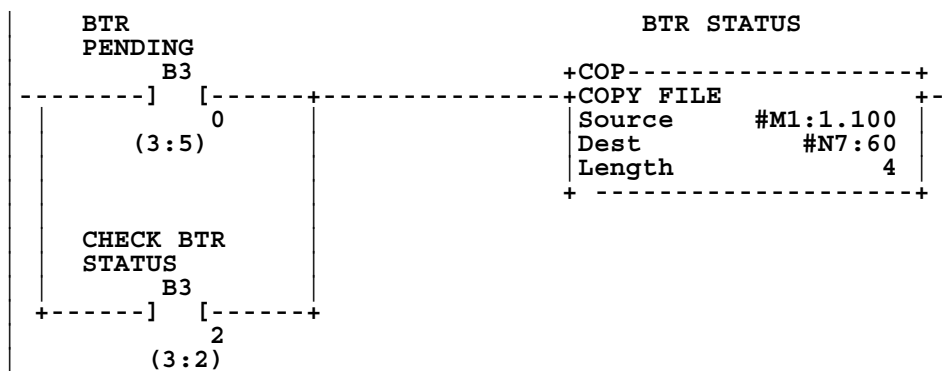 BTR BTR STATUS
PENDING
B3 +COP------------------+
--------] [------+----------------+COPY FILE +-
0 Source #M1:1.100
(3:5) Dest #N7:60
Length 4
+ --------------------+
CHECK BTR
STATUS
B3
+------] [------+
2
(3:2)